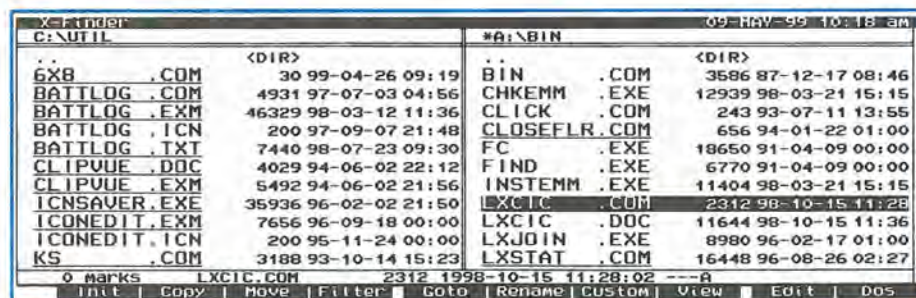 X-Finder 09-MAY-99 10:18 am
C:\UTIL *A:\BIN
.. <DIR> .. <DIR>
6X8 .COM 30 99-04-26 09:19 BIN .COM 3586 87-12-17 08:46
BATTLOG .COM 4931 97-07-03 04:56 CHKEMM .EXE 12939 98-03-21 15:15
BATTLOG .EXM 46329 98-03-12 11:36 CLICK .COM 243 93-07-11 13:55
BATTLOG .ICN 200 97-09-07 21:48 CLOSEFLR.COM 656 94-01-22 01:00
BATTLOG .TXT 7440 98-07-23 09:30 FC .EXE 18650 91-04-09 00:00
CLIPVUE .DOC 4029 94-06-02 22:12 FIND .EXE 6770 91-04-09 00:00
CLIPVUE .EXM 5492 94-06-02 21:56 INSTEMM .EXE 11404 98-03-21 15:15
ICNSAVER.EXE 35936 96-02-02 21:50 LXCIC .COM 2312 98-10-15 11:28
ICONEDIT.EXM 7656 96-09-18 00:00 LXCIC .DOC 11644 98-10-15 11:36
ICONEDIT.ICN 200 95-11-24 00:00 LXJOIN .EXE 8980 96-02-17 01:00
KS .COM 3188 93-10-14 15:23 LXSTAT .COM 16448 96-08-26 02:27
0 marks LXCIC.COM 2312 1998-10-15 11:28:02 ---A
Init | Copy | Move | Filter | Goto | Rename | Custom | View | Edit | Dos